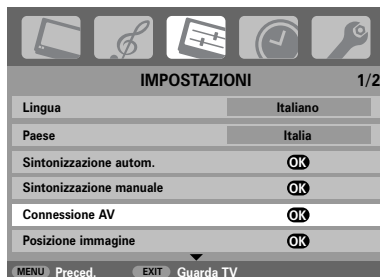 IMPOSTAZIONI 1/2
Lingua Italiano
Paese Italia
Sintonizzazione autom. OK
Sintonizzazione manuale OK
Connessione AV OK
Posizione immagine OK
MENU Preced. EXIT Guarda TV